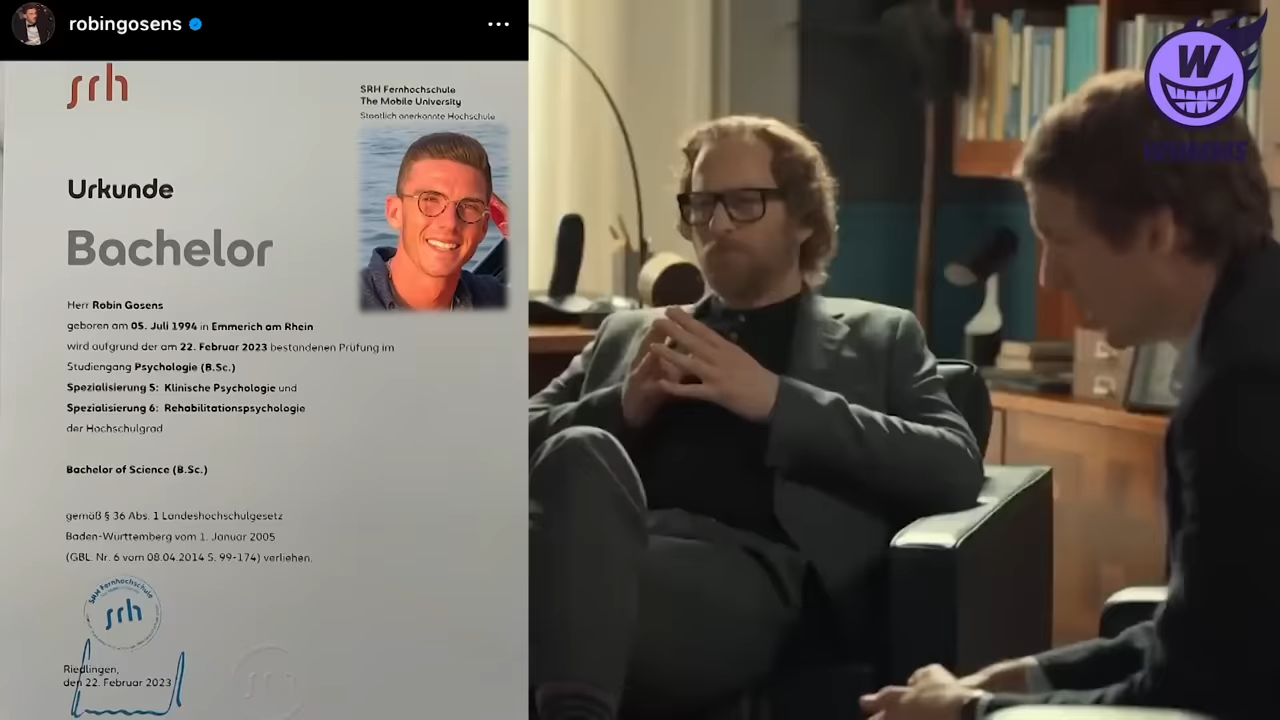 robingosens
srh
SRH Fernhochschule
The Mobile University
Staatlich anerkannte Hochschule
Urkunde
Bachelor
Herr Robin Gosens
geboren am 05. Juli 1994 in Emmerich am Rhein
wird aufgrund der am 22. Februar 2023 bestandenen Prüfung im
Studiengang Psychologie (B.Sc.)
Spezialisierung 5: Klinische Psychologie und
Spezialisierung 6: Rehabilitationspsychologie
der Hochschulgrad
Bachelor of Science (B.Sc.)
gemäß § 36 Abs. 1 Landeshochschulgesetz
Baden-Württemberg vom 1. Januar 2005
(GBL. Nr. 6 vom 08.04.2014 S. 99-174) verliehen.
SRH Fernhochschule
srh
Riedlingen,
den 22. Februar 2023
W